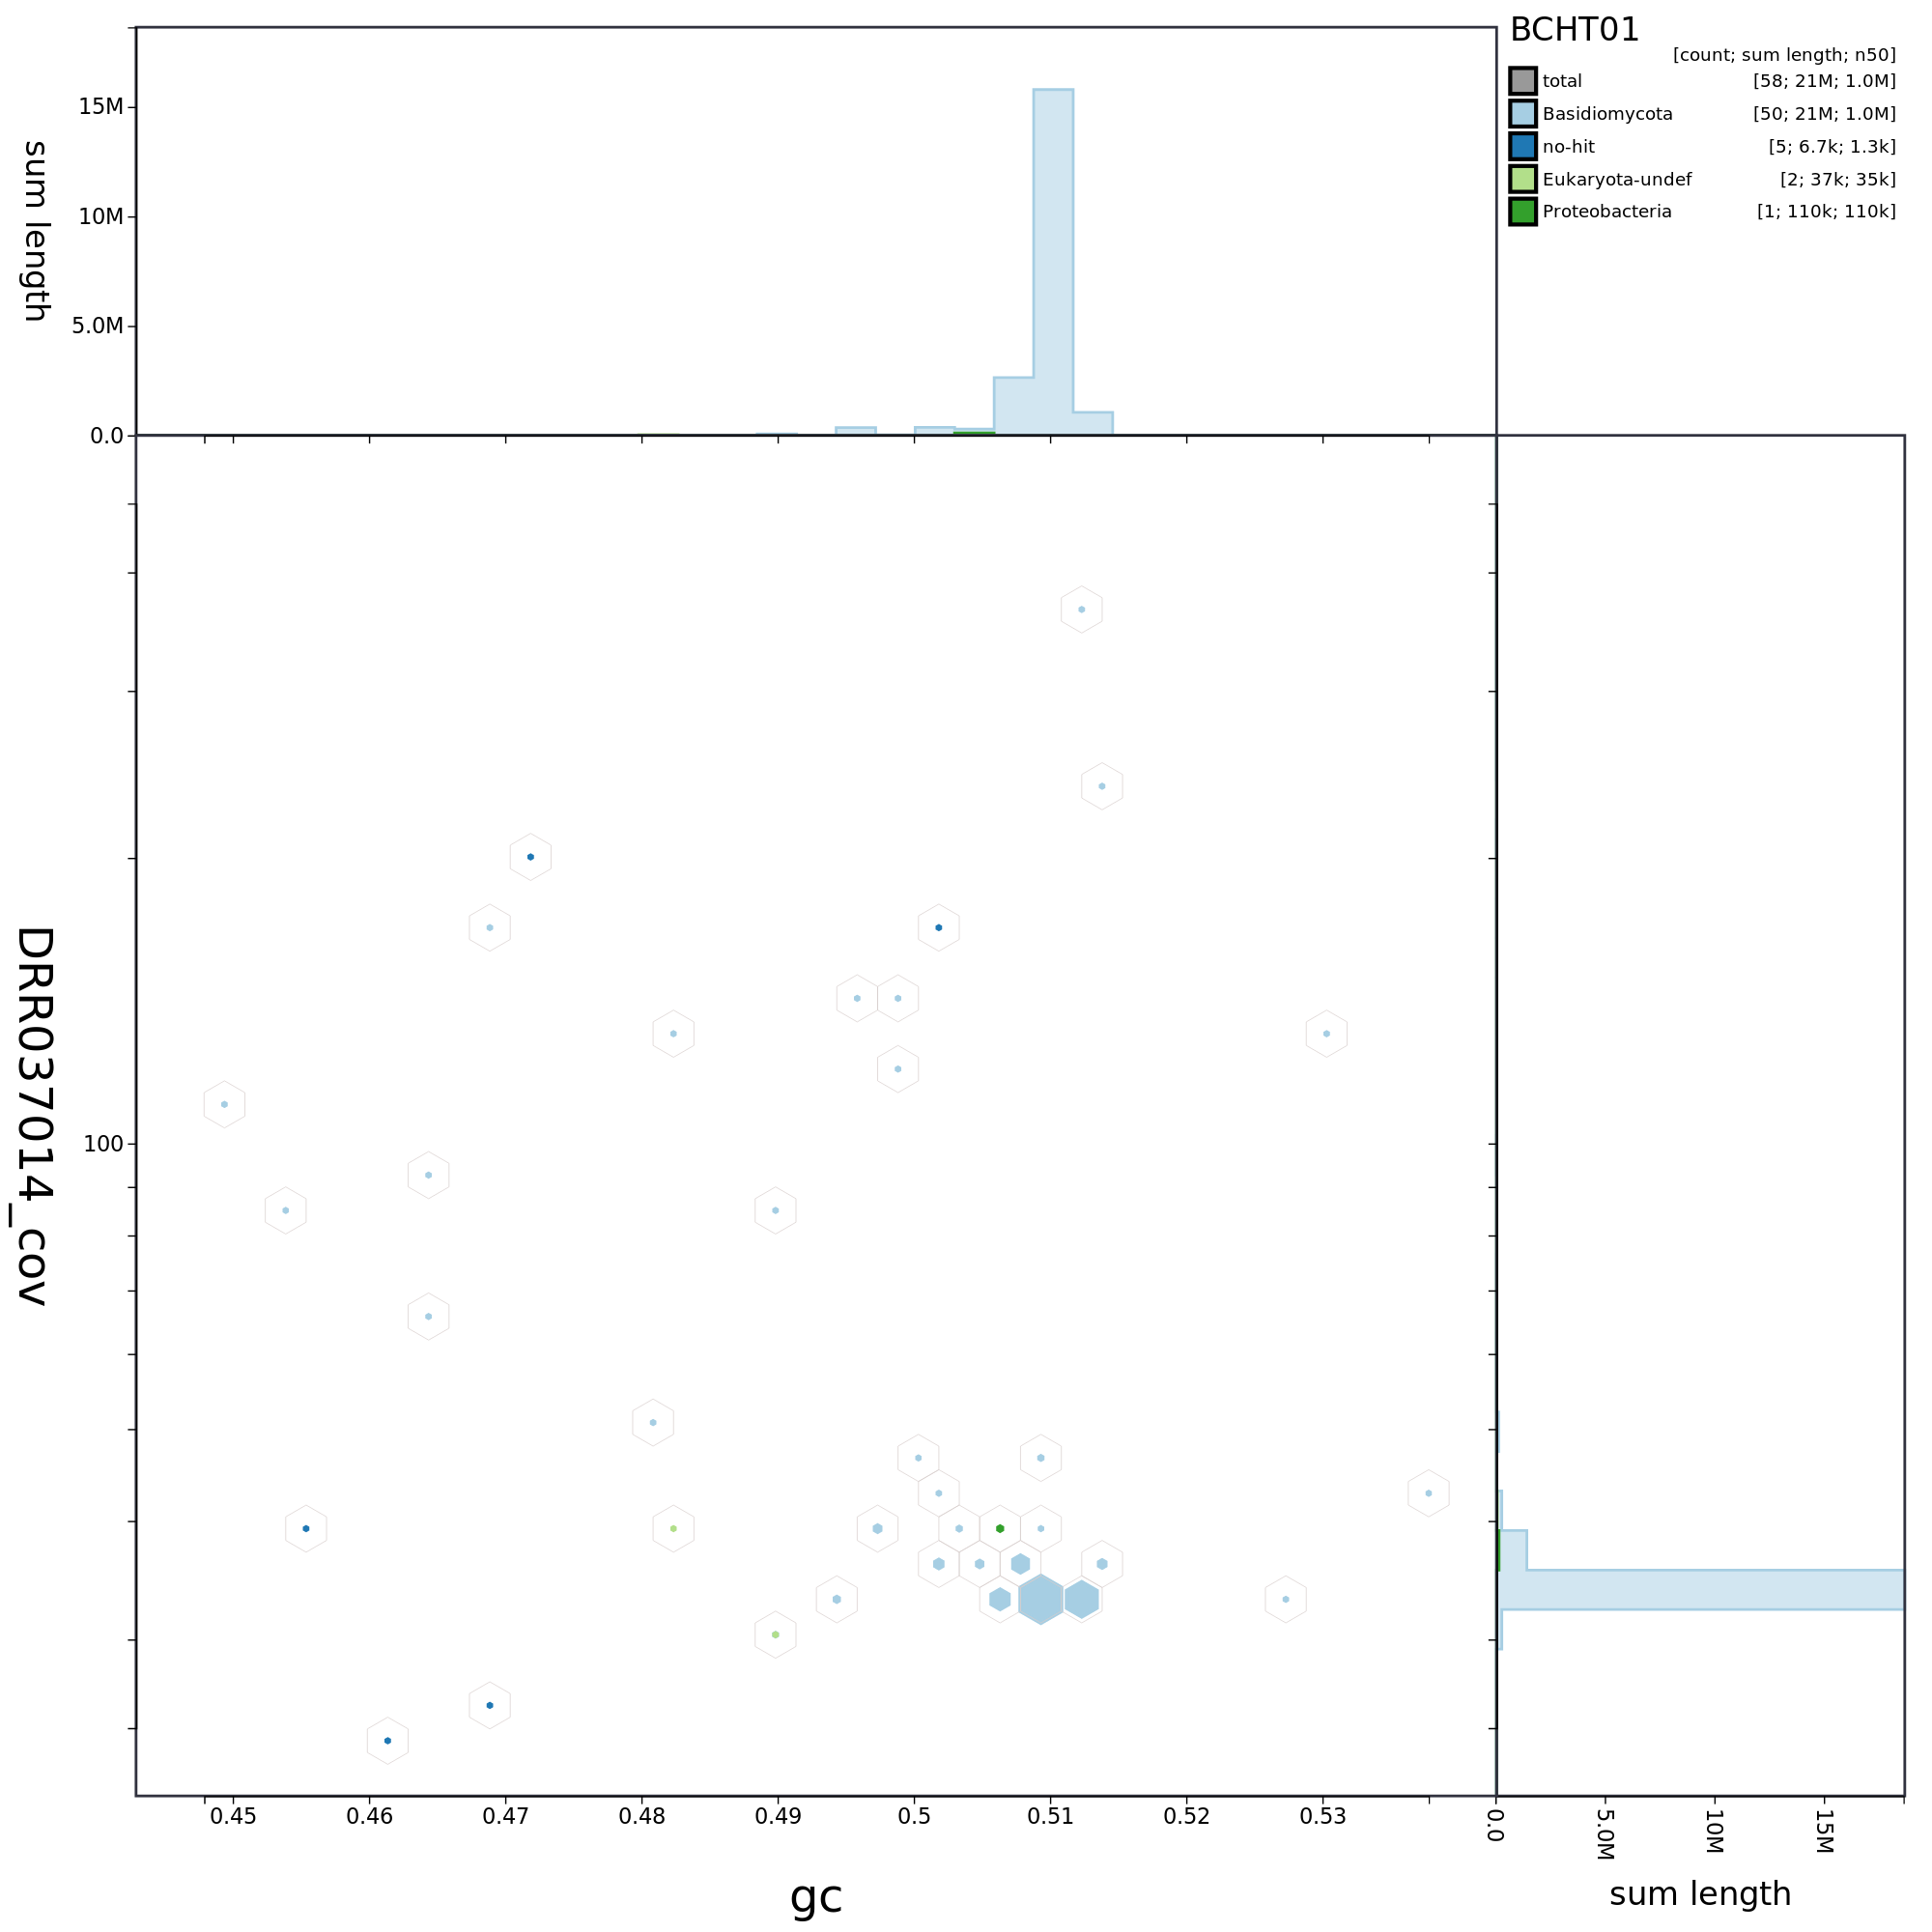 BCHT01
[count; sum length; n50]
total [58; 21M; 1.0M]
Basidiomycota [50; 21M; 1.0M]
no-hit [5; 6.7k; 1.3k]
Eukaryota-undef [2; 37k; 35k]
Proteobacteria [1; 110k; 110k]
sum length
15M
10M
5.0M
0.0
DRR037014_cov
100
0.45 0.46 0.47 0.48 0.49 0.5 0.51 0.52 0.53
gc
0.0 5.0M 10M 15M
sum length